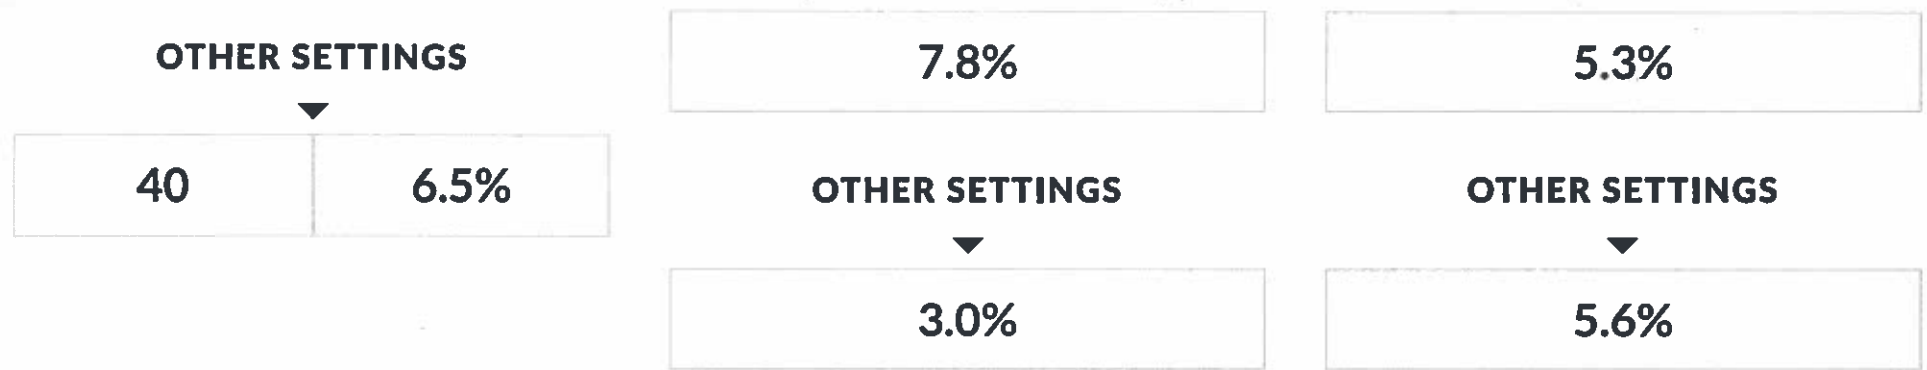 OTHER SETTINGS
40 6.5%
7.8%
OTHER SETTINGS
3.0%
5.3%
OTHER SETTINGS
5.6%